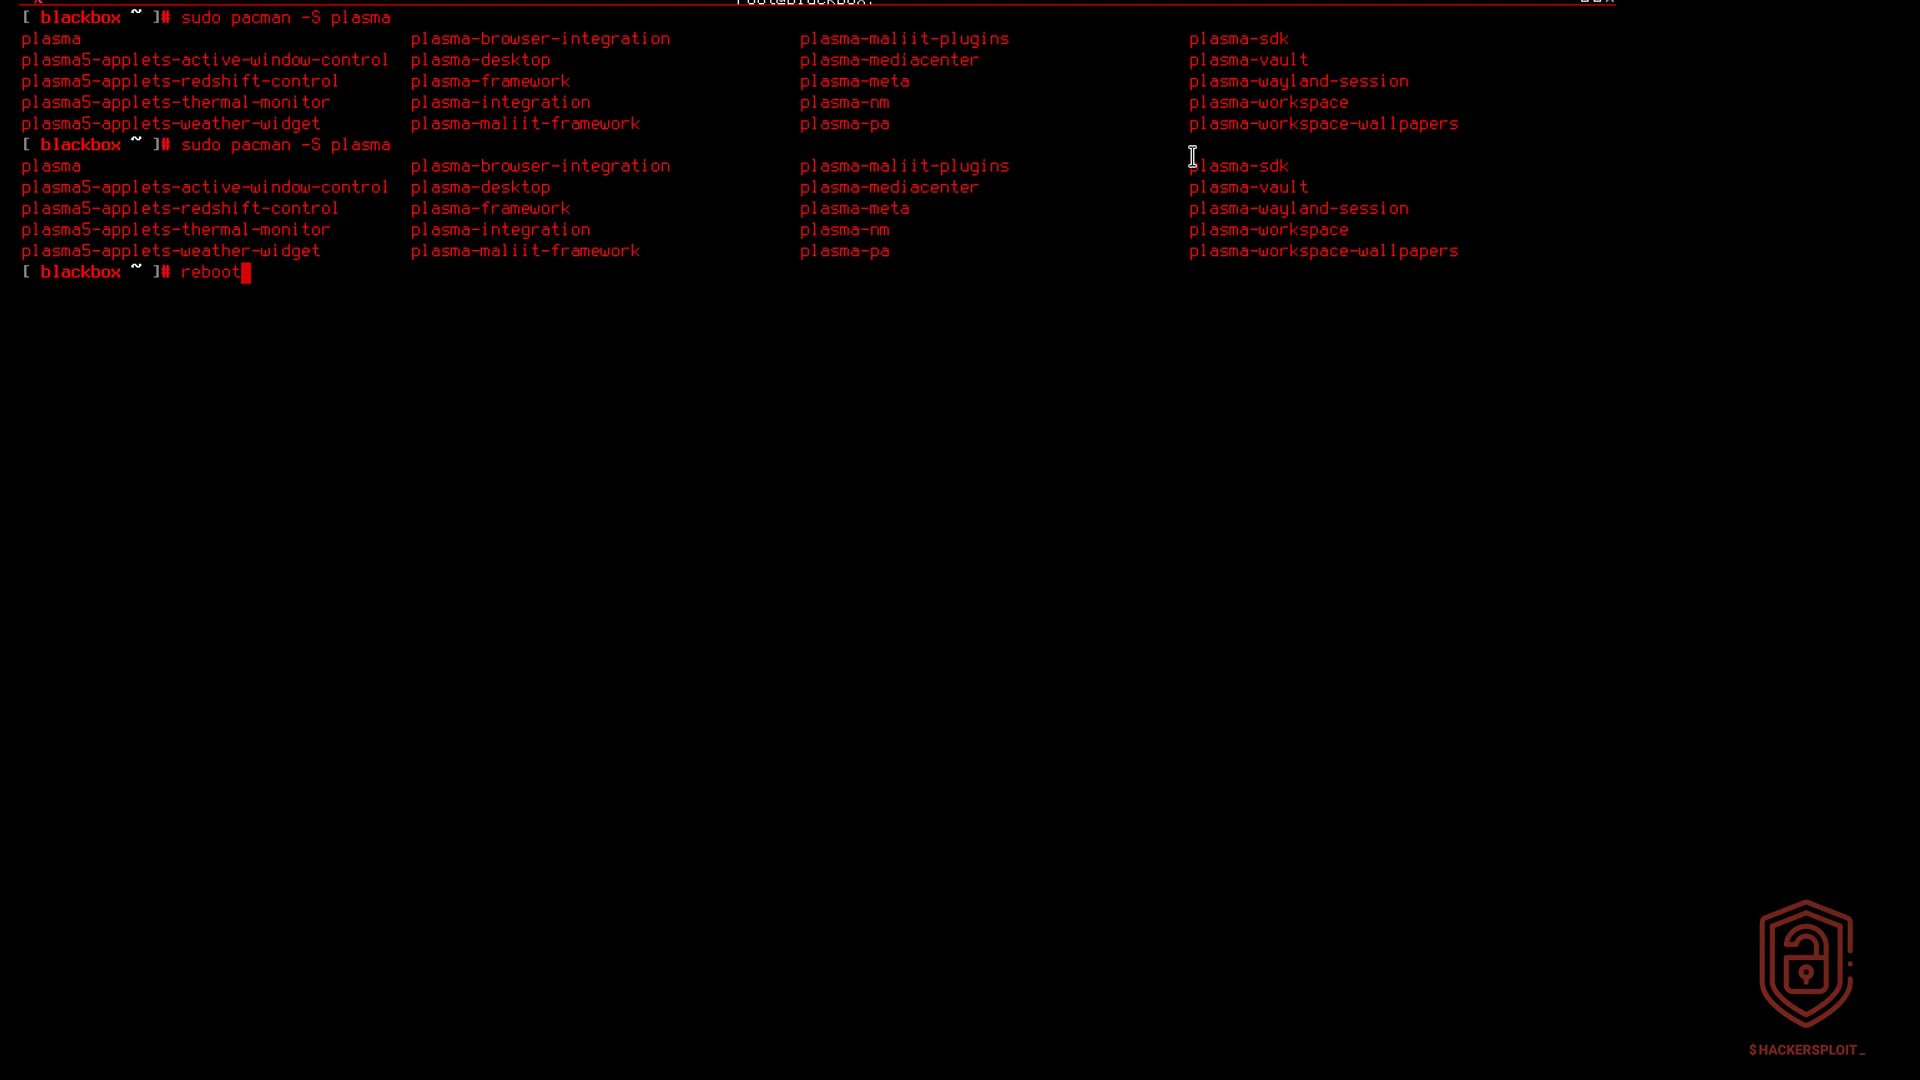 root@blackbox:
[ blackbox ~ ]# sudo pacman -S plasma
plasma plasma-browser-integration plasma-maliit-plugins plasma-sdk
plasma5-applets-active-window-control plasma-desktop plasma-mediacenter plasma-vault
plasma5-applets-redshift-control plasma-framework plasma-meta plasma-wayland-session
plasma5-applets-thermal-monitor plasma-integration plasma-nm plasma-workspace
plasma5-applets-weather-widget plasma-maliit-framework plasma-pa plasma-workspace-wallpapers
[ blackbox ~ ]# sudo pacman -S plasma
plasma plasma-browser-integration plasma-maliit-plugins plasma-sdk
plasma5-applets-active-window-control plasma-desktop plasma-mediacenter plasma-vault
plasma5-applets-redshift-control plasma-framework plasma-meta plasma-wayland-session
plasma5-applets-thermal-monitor plasma-integration plasma-nm plasma-workspace
plasma5-applets-weather-widget plasma-maliit-framework plasma-pa plasma-workspace-wallpapers
[ blackbox ~ ]# reboot
$HACKERSPLOIT_